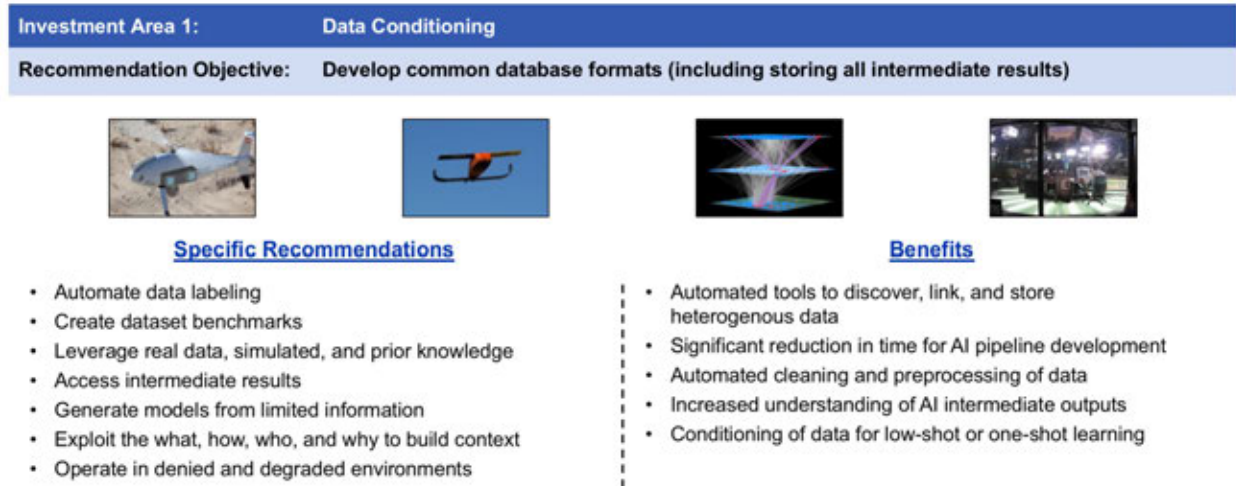 Investment Area 1: Data Conditioning
Recommendation Objective: Develop common database formats (including storing all intermediate results)
Specific Recommendations
• Automate data labeling
• Create dataset benchmarks
• Leverage real data, simulated, and prior knowledge
• Access intermediate results
• Generate models from limited information
• Exploit the what, how, who, and why to build context
• Operate in denied and degraded environments
Benefits
• Automated tools to discover, link, and store
heterogenous data
• Significant reduction in time for AI pipeline development
• Automated cleaning and preprocessing of data
• Increased understanding of AI intermediate outputs
• Conditioning of data for low-shot or one-shot learning